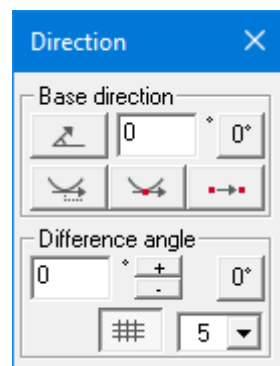 Direction
Base direction
0 ° 0°
Difference angle
0 ° + 0°
-
5